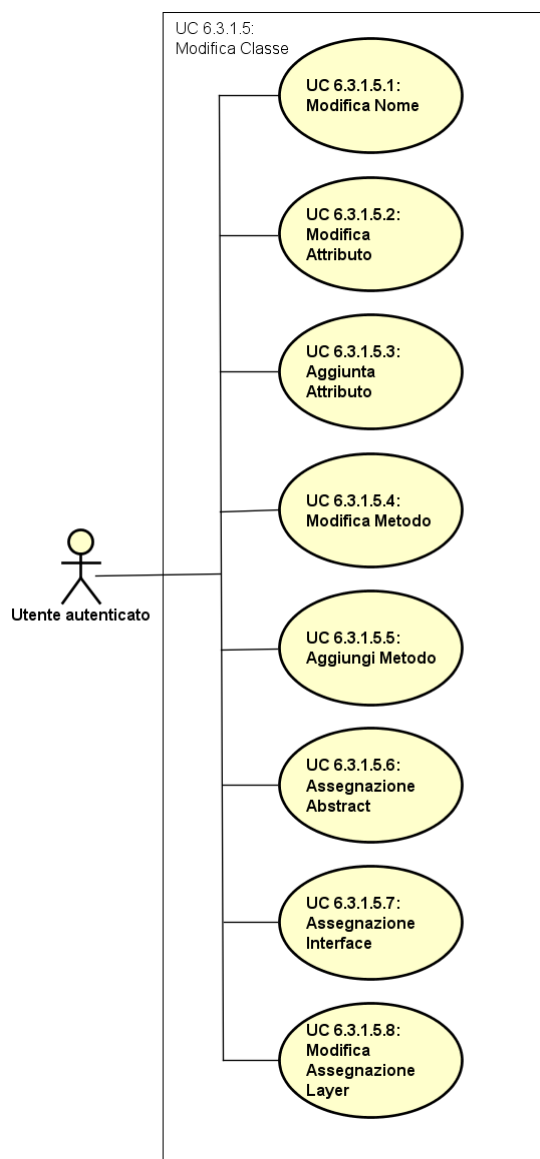 UC 6.3.1.5:
Modifica Classe
UC 6.3.1.5.1:
Modifica Nome
UC 6.3.1.5.2:
Modifica
Attributo
UC 6.3.1.5.3:
Aggiunta
Attributo
UC 6.3.1.5.4:
Modifica Metodo
Utente autenticato
UC 6.3.1.5.5:
Aggiungi Metodo
UC 6.3.1.5.6:
Assegnazione
Abstract
UC 6.3.1.5.7:
Assegnazione
Interface
UC 6.3.1.5.8:
Modifica
Assegnazione
Layer